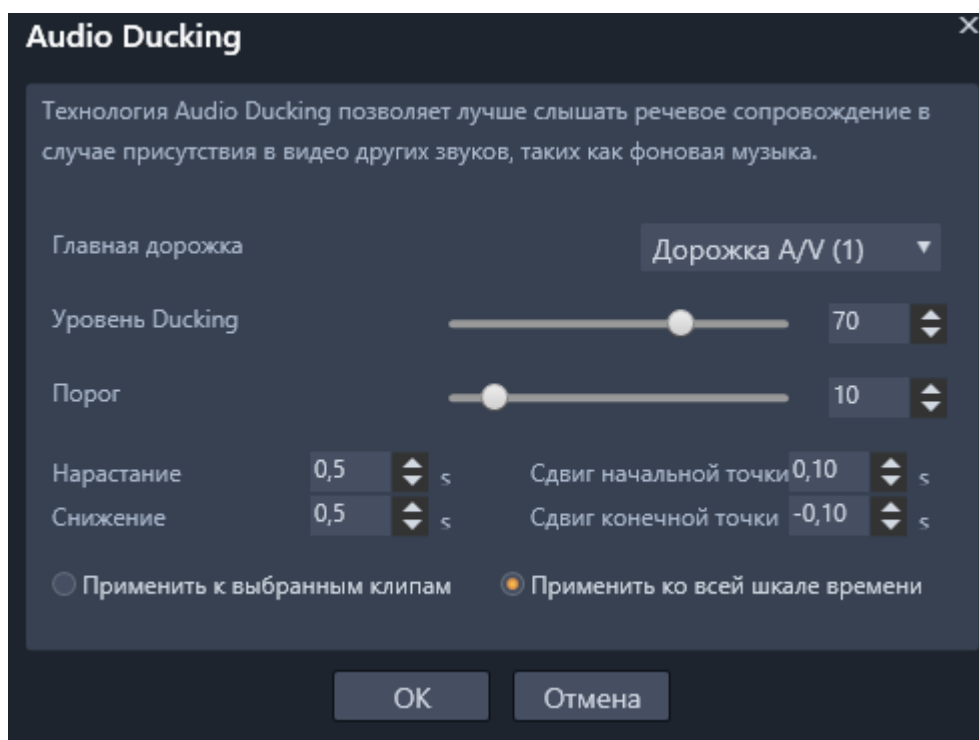 Audio Ducking
Технология Audio Ducking позволяет лучше слышать речевое сопровождение в
случае присутствия в видео других звуков, таких как фоновая музыка.
Главная дорожка Дорожка A/V (1)
Уровень Ducking 70
Порог 10
Нарастание 0,5 s Сдвиг начальной точки 0,10 s
Снижение 0,5 s Сдвиг конечной точки -0,10 s
Применить к выбранным клипам Применить ко всей шкале времени
OK Отмена